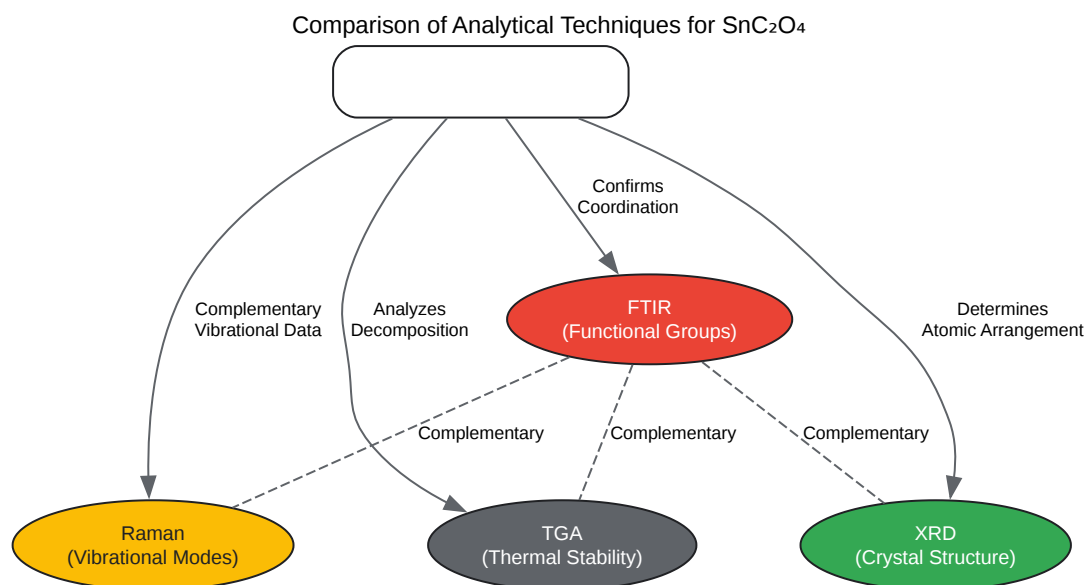 Comparison of Analytical Techniques for SnC₂O₄
Confirms
Coordination
Complementary
Vibrational Data
Analyzes
Decomposition
FTIR
(Functional Groups)
Determines
Atomic Arrangement
Complementary
Complementary
Complementary
Raman
(Vibrational Modes)
TGA
(Thermal Stability)
XRD
(Crystal Structure)